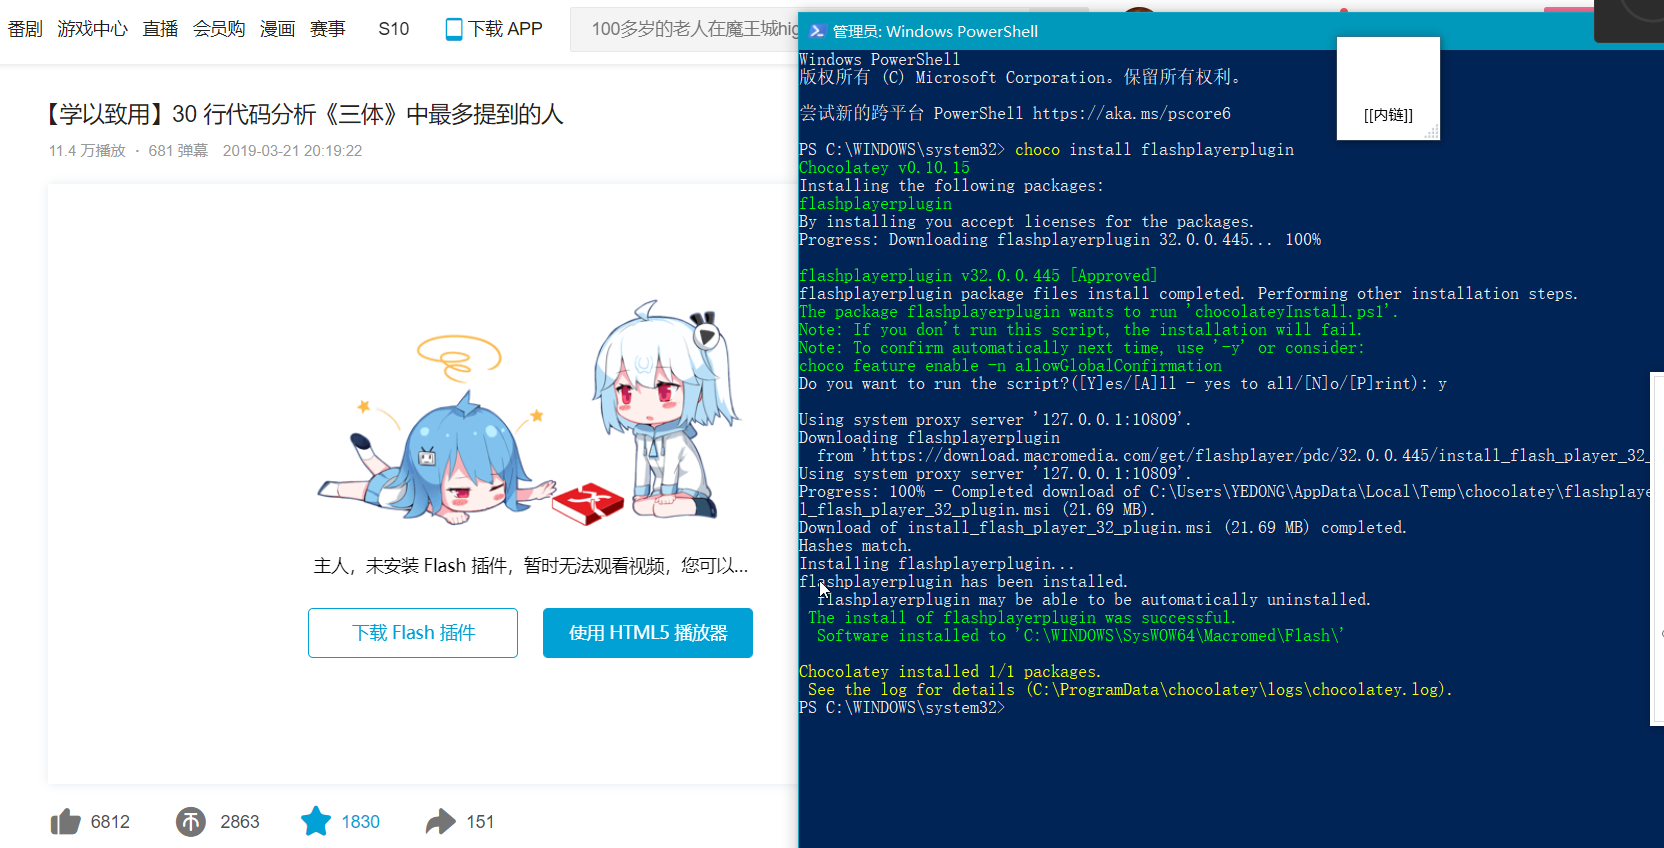 番剧 游戏中心 直播 会员购 漫画 赛事 S10 下载 APP
100多岁的老人在魔王城hig
【学以致用】30 行代码分析《三体》中最多提到的人
11.4 万播放 · 681 弹幕 2019-03-21 20:19:22
主人，未安装 Flash 插件，暂时无法观看视频，您可以...
下载 Flash 插件
使用 HTML5 播放器
6812 2863 1830 151
管理员: Windows PowerShell
Windows PowerShell
版权所有 (C) Microsoft Corporation。保留所有权利。
[[内链]]
尝试新的跨平台 PowerShell https://aka.ms/pscore6
PS C:\WINDOWS\system32> choco install flashplayerplugin
Chocolatey v0.10.15
Installing the following packages:
flashplayerplugin
By installing you accept licenses for the packages.
Progress: Downloading flashplayerplugin 32.0.0.445... 100%
flashplayerplugin v32.0.0.445 [Approved]
flashplayerplugin package files install completed. Performing other installation steps.
The package flashplayerplugin wants to run 'chocolateyInstall.ps1'.
Note: If you don't run this script, the installation will fail.
Note: To confirm automatically next time, use '-y' or consider:
choco feature enable -n allowGlobalConfirmation
Do you want to run the script?([Y]es/[A]ll - yes to all/[N]o/[P]rint): y
Using system proxy server '127.0.0.1:10809'.
Downloading flashplayerplugin
from 'https://download.macromedia.com/get/flashplayer/pdc/32.0.0.445/install_flash_player_32_
Using system proxy server '127.0.0.1:10809'.
Progress: 100% - Completed download of C:\Users\YEDONG\AppData\Local\Temp\chocolatey\flashplaye
l_flash_player_32_plugin.msi (21.69 MB).
Download of install_flash_player_32_plugin.msi (21.69 MB) completed.
Hashes match.
Installing flashplayerplugin...
flashplayerplugin has been installed.
flashplayerplugin may be able to be automatically uninstalled.
The install of flashplayerplugin was successful.
Software installed to 'C:\WINDOWS\SysWOW64\Macromed\Flash\'
Chocolatey installed 1/1 packages.
See the log for details (C:\ProgramData\chocolatey\logs\chocolatey.log).
PS C:\WINDOWS\system32>